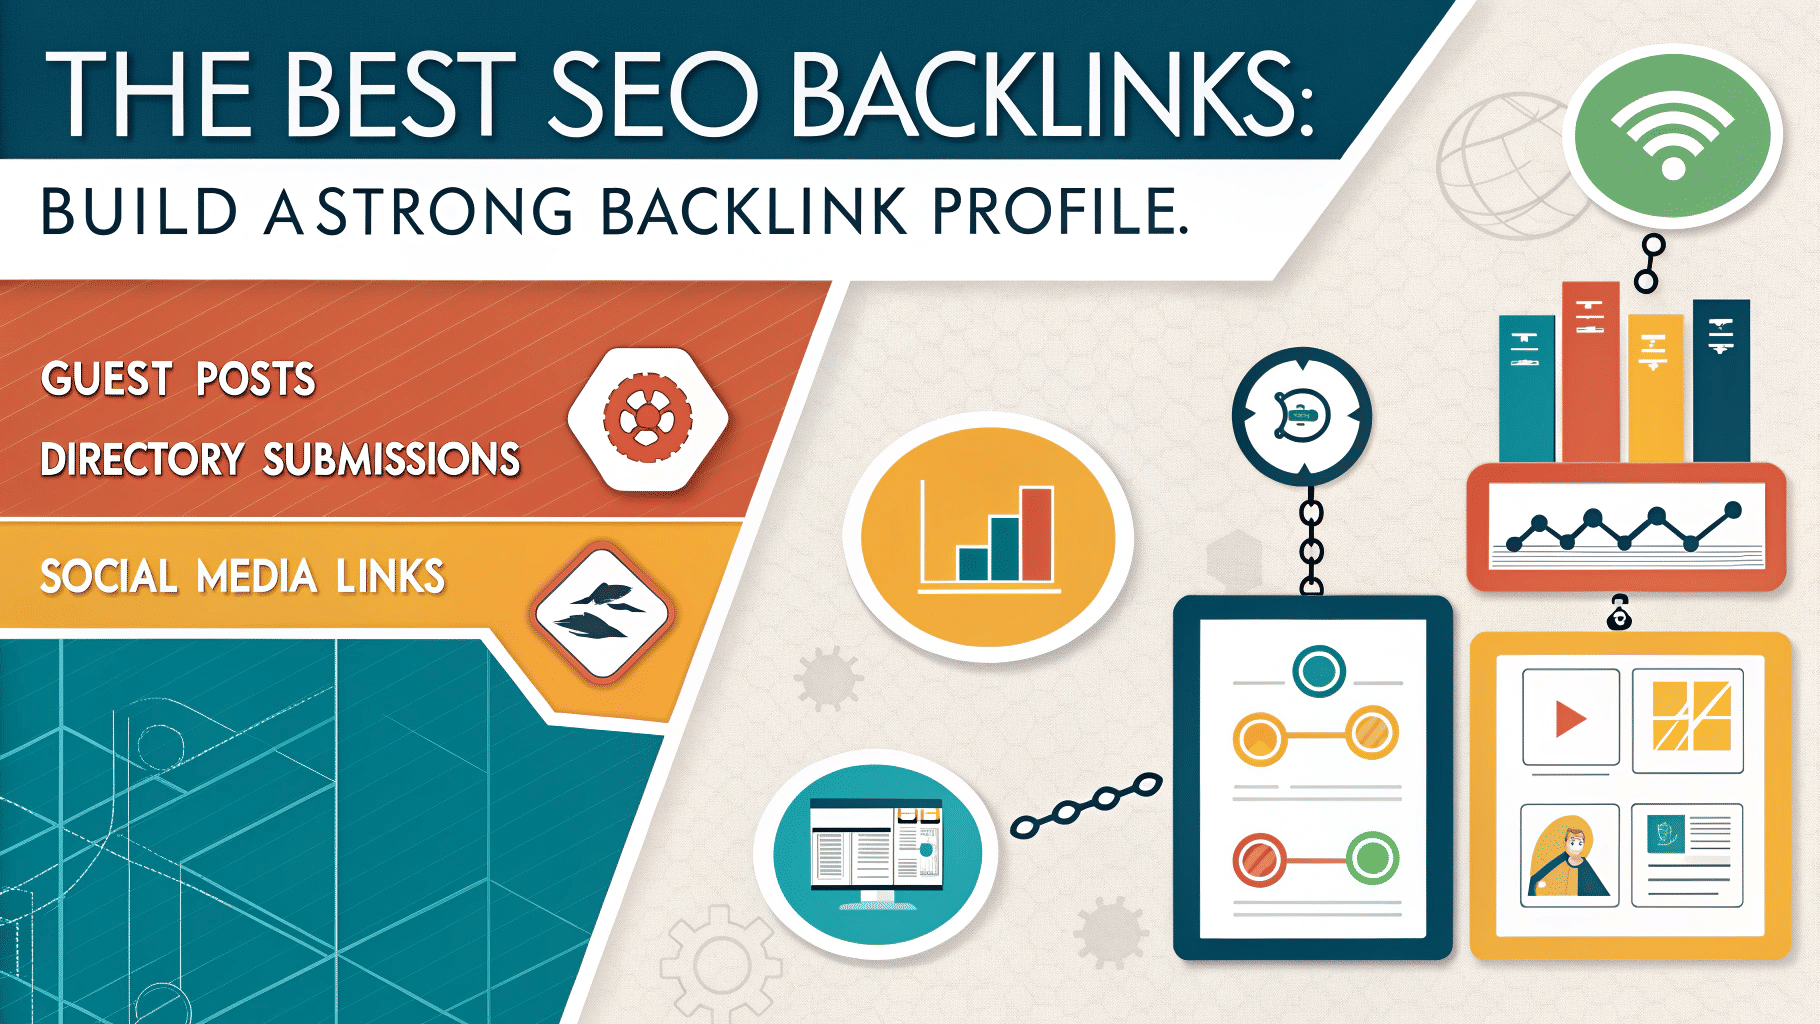 THE BEST SEO BACKLINKS:
BUILD ASTRONG BACKLINK PROFILE.
GUEST POSTS
DIRECTORY SUBMISSIONS
SOCIAL MEDIA LINKS